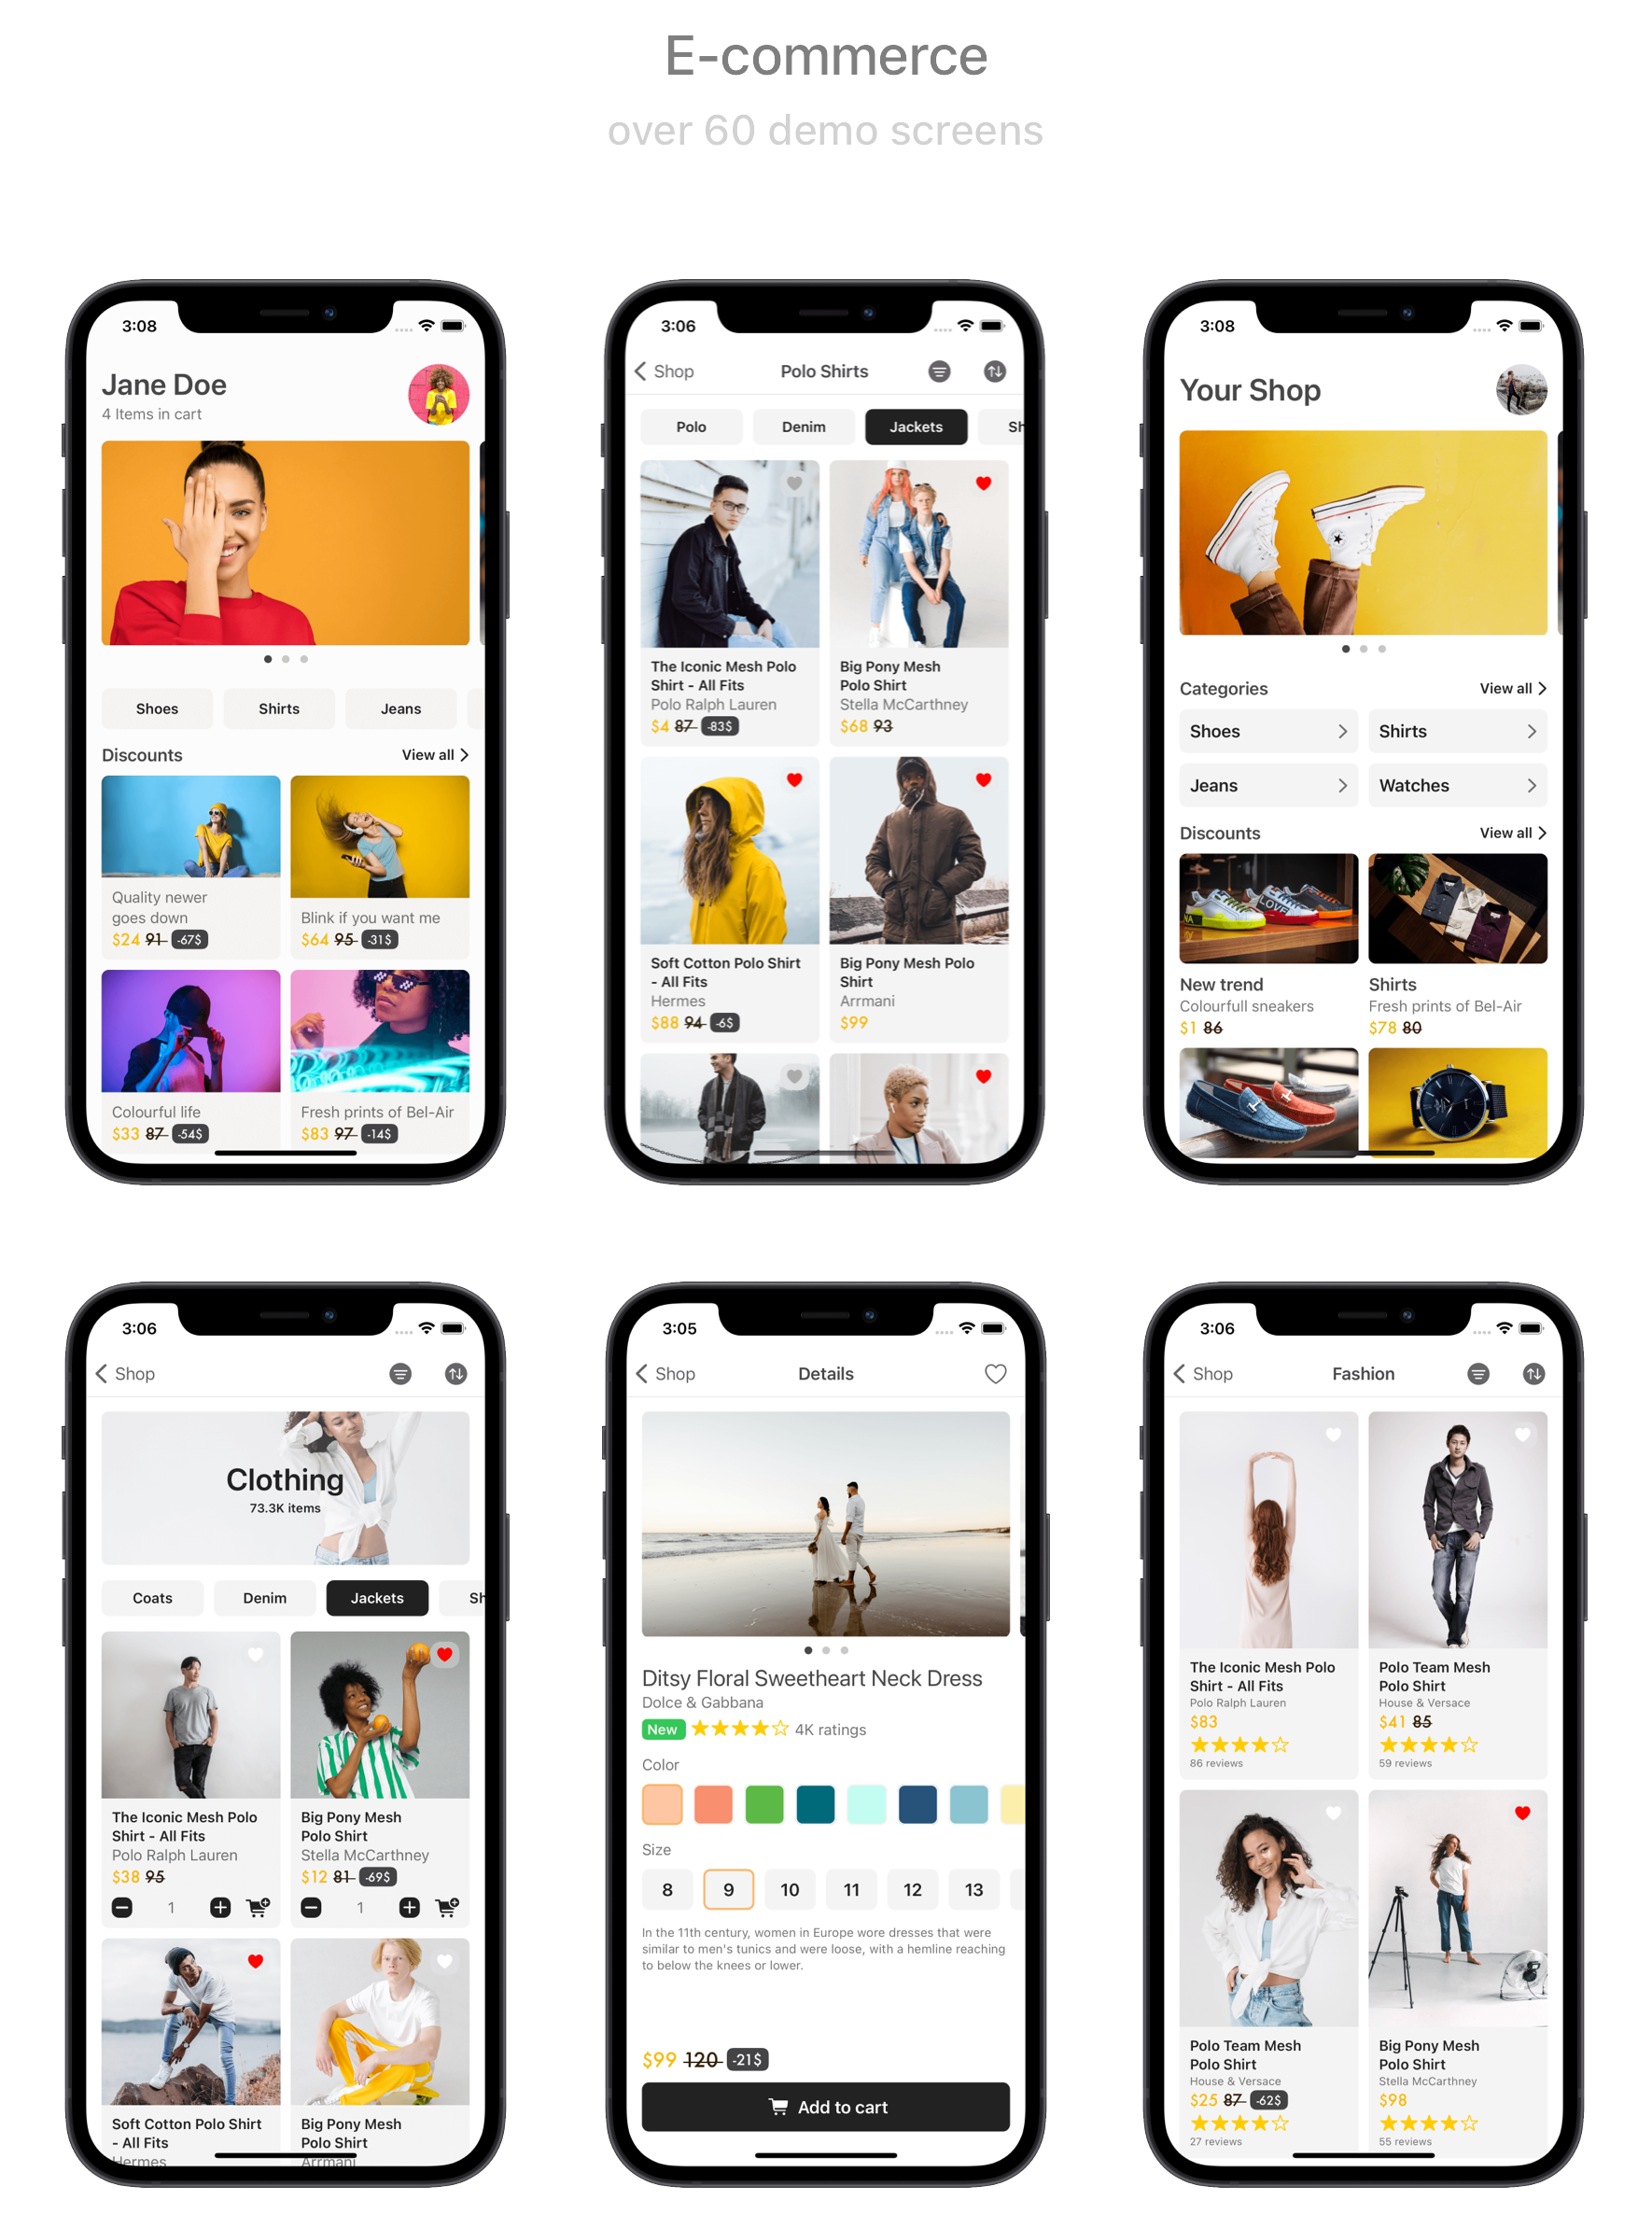 E-commerce
over 60 demo screens
3:08
Jane Doe
4 Items in cart
Shoes
Shirts
Jeans
Discounts
View all
Quality newer
goes down
$24 91 -67$
Blink if you want me
$64 95 -31$
Colourful life
$33 87 -54$
Fresh prints of Bel-Air
$83 97 -14$
3:06
Shop
Polo Shirts
Polo
Denim
Jackets
Sh
The Iconic Mesh Polo
Shirt - All Fits
Polo Ralph Lauren
$4 87 -83$
Big Pony Mesh
Polo Shirt
Stella McCarthney
$68 93
Soft Cotton Polo Shirt
- All Fits
Hermes
$88 94 -6$
Big Pony Mesh Polo
Shirt
Arrmani
$99
3:08
Your Shop
Categories
View all
Shoes
Shirts
Jeans
Watches
Discounts
View all
LOVE
New trend
Colourfull sneakers
$1 86
Shirts
Fresh prints of Bel-Air
$78 80
3:06
Shop
Clothing
73.3K items
Coats
Denim
Jackets
Sh
The Iconic Mesh Polo
Shirt - All Fits
Polo Ralph Lauren
$38 95
1
Big Pony Mesh
Polo Shirt
Stella McCarthney
$12 81 -69$
1
Soft Cotton Polo Shirt
- All Fits
Hermes
Big Pony Mesh
Polo Shirt
Arrmani
3:05
Shop
Details
Ditsy Floral Sweetheart Neck Dress
Dolce & Gabbana
New
4K ratings
Color
Size
8
9
10
11
12
13
In the 11th century, women in Europe wore dresses that were
similar to men's tunics and were loose, with a hemline reaching
to below the knees or lower.
$99 120 -21$
Add to cart
3:06
Shop
Fashion
The Iconic Mesh Polo
Shirt - All Fits
Polo Ralph Lauren
$83
86 reviews
Polo Team Mesh
Polo Shirt
House & Versace
$41 85
59 reviews
Polo Team Mesh
Polo Shirt
House & Versace
$25 87 -62$
27 reviews
Big Pony Mesh
Polo Shirt
Stella McCarthney
$98
55 reviews